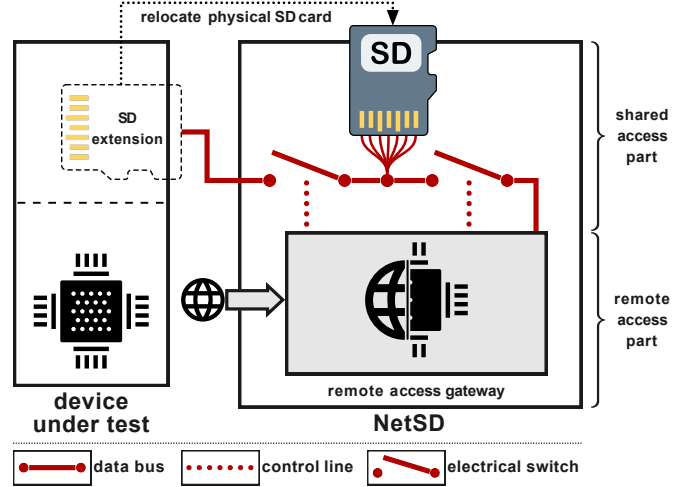 relocate physical SD card
SD
SD
extension
shared
access
part
remote
access
part
remote access gateway
device
under test
NetSD
data bus
control line
electrical switch